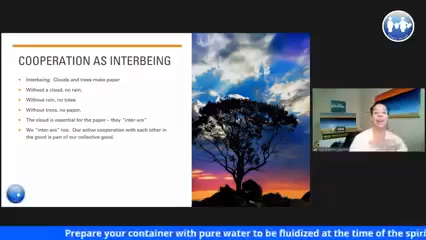 COOPERATION AS INTERBEING
Interbeing: Clouds and trees make paper
Without a cloud, no rain.
Without rain, no trees
Without trees, no paper.
The cloud is essential for the paper – they "inter-are"
We "inter-are" too. Our active cooperation with each other in
the good is part of our collective good.
Prepare your container with pure water to be fluidized at the time of the spiri